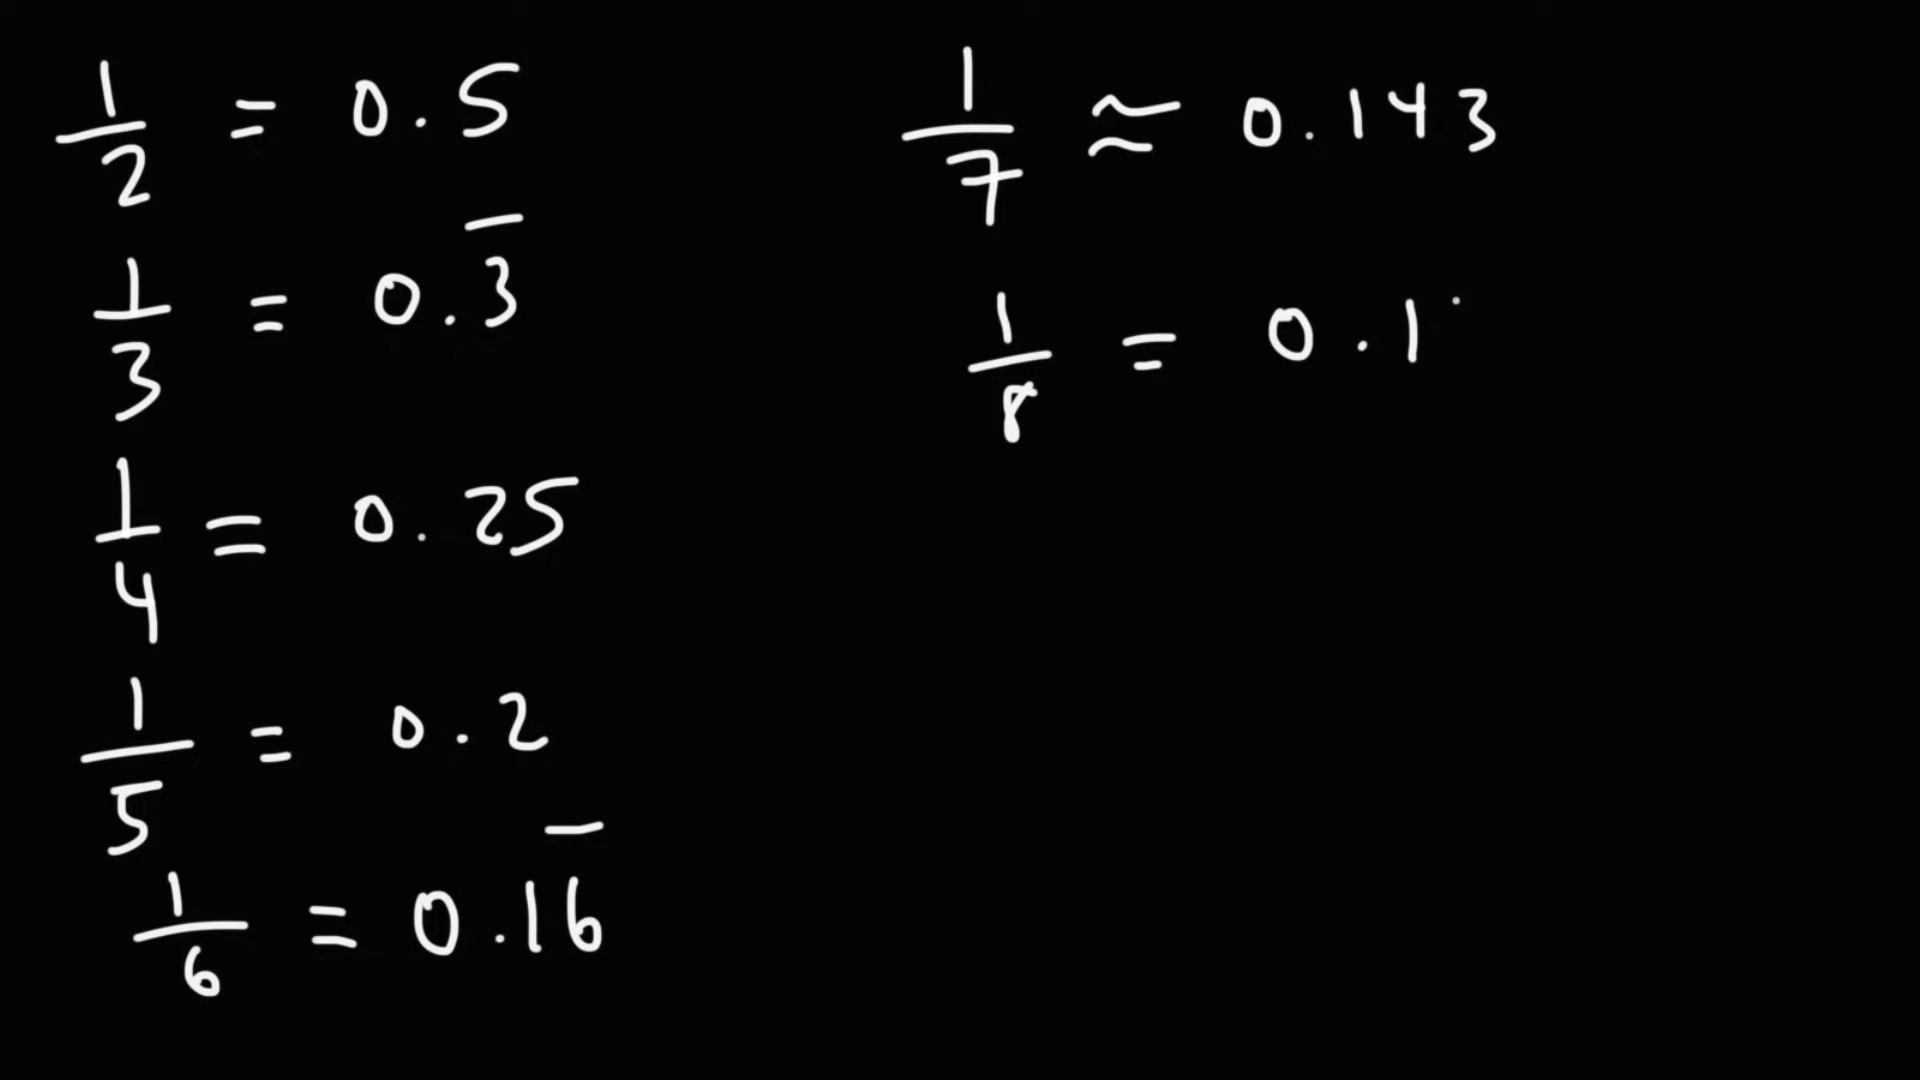 1/2 = 0.5
1/3 = 0.3̅
1/4 = 0.25
1/5 = 0.2
1/6 = 0.16̅
1/7 ≈ 0.143
1/8 = 0.1